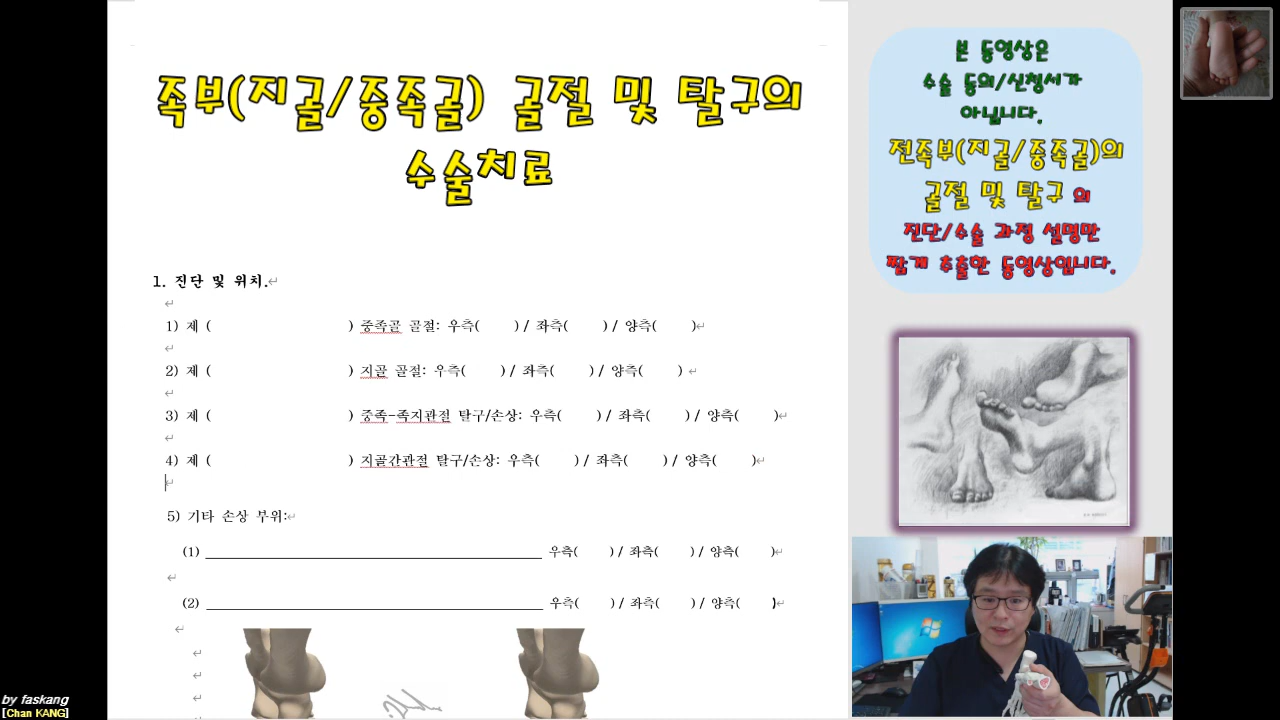 족부(지골/중족골) 골절 및 탈구의
수술치료
1. 진단 및 위치.
1) 제 ( ) 중족골 골절: 우측( ) / 좌측( ) / 양측( )
2) 제 ( ) 지골 골절: 우측( ) / 좌측( ) / 양측( )
3) 제 ( ) 중족-족지관절 탈구/손상: 우측( ) / 좌측( ) / 양측( )
4) 제 ( ) 지골간관절 탈구/손상: 우측( ) / 좌측( ) / 양측( )
5) 기타 손상 부위:
(1) 우측( ) / 좌측( ) / 양측( )
(2) 우측( ) / 좌측( ) / 양측( )
본 동영상은
수술 동의/신청서가
아닙니다.
전족부(지골/중족골)의
골절 및 탈구 의
진단/수술 과정 설명만
짧게 추출한 동영상입니다.
by faskang
[Chan KANG]